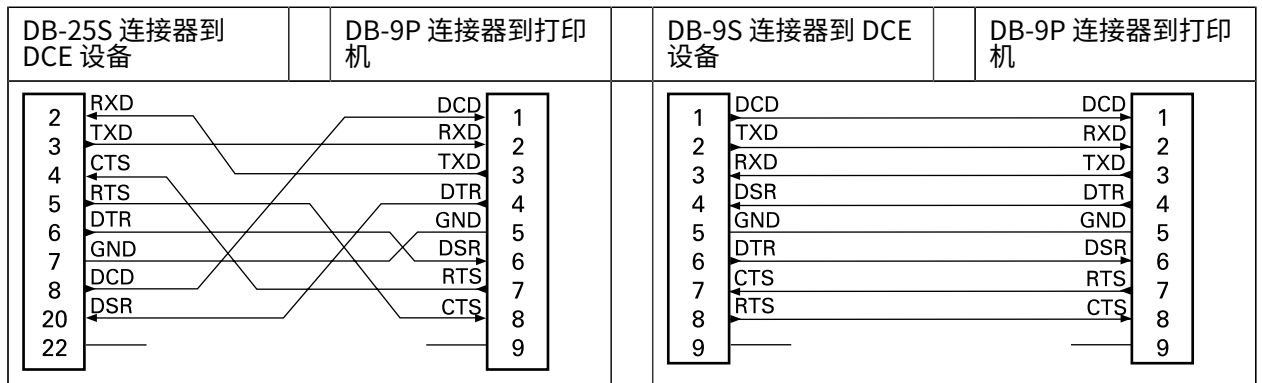 DB-25S 连接器到
DCE 设备
DB-9P 连接器到打印
机
DB-9S 连接器到 DCE
设备
DB-9P 连接器到打印
机
2 RXD DCD 1
3 TXD RXD 2
4 CTS TXD 3
5 RTS DTR 4
6 DTR GND 5
7 GND DSR 6
8 DCD RTS 7
20 DSR CTS 8
22 9
1 DCD DCD 1
2 TXD RXD 2
3 RXD TXD 3
4 DSR DTR 4
5 GND GND 5
6 DTR DSR 6
7 CTS RTS 7
8 RTS CTS 8
9 9